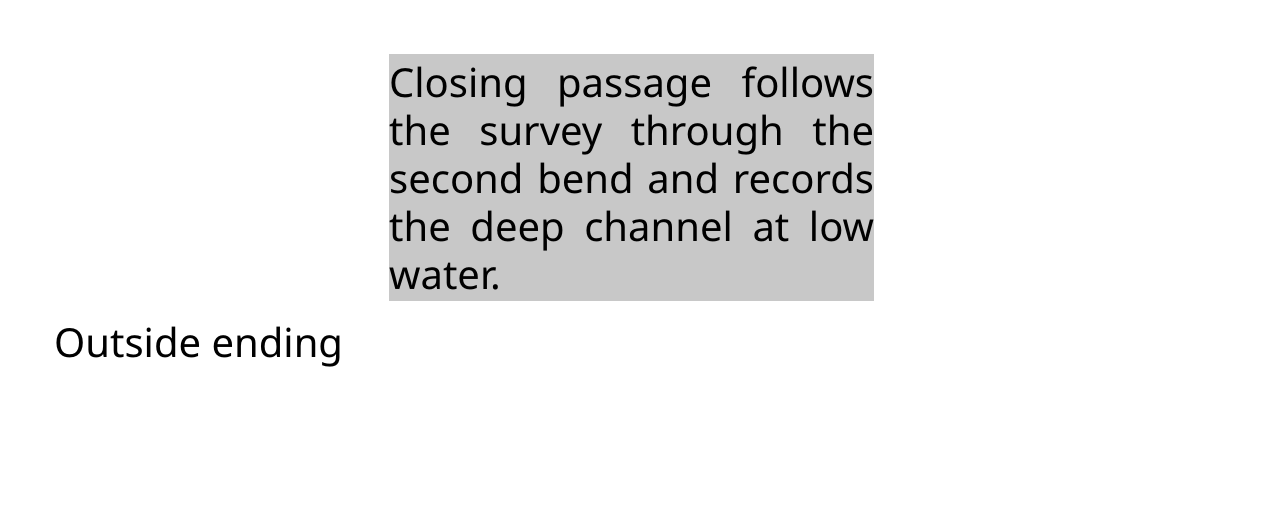 Closing passage follows
the survey through the
second bend and records
the deep channel at low
water.
Outside ending